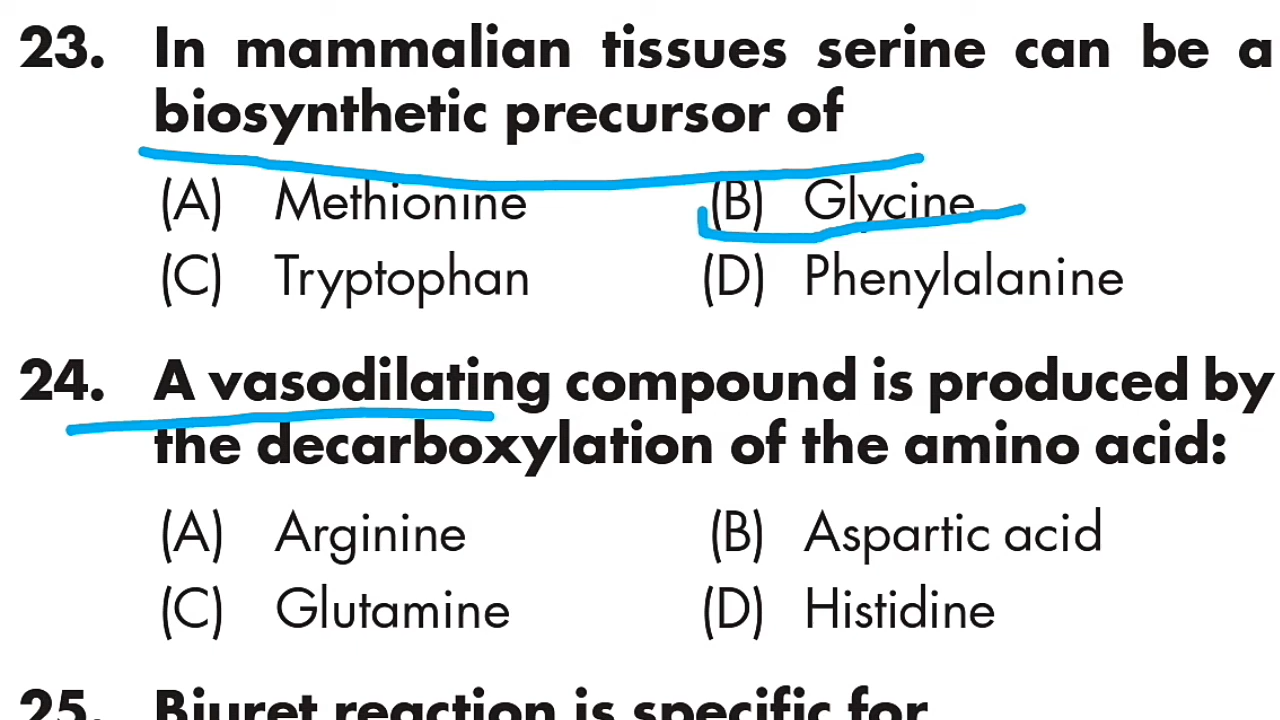 23. In mammalian tissues serine can be a
biosynthetic precursor of
(A) Methionine (B) Glycine
(C) Tryptophan (D) Phenylalanine
24. A vasodilating compound is produced by
the decarboxylation of the amino acid:
(A) Arginine (B) Aspartic acid
(C) Glutamine (D) Histidine
25. Biuret reaction is specific for